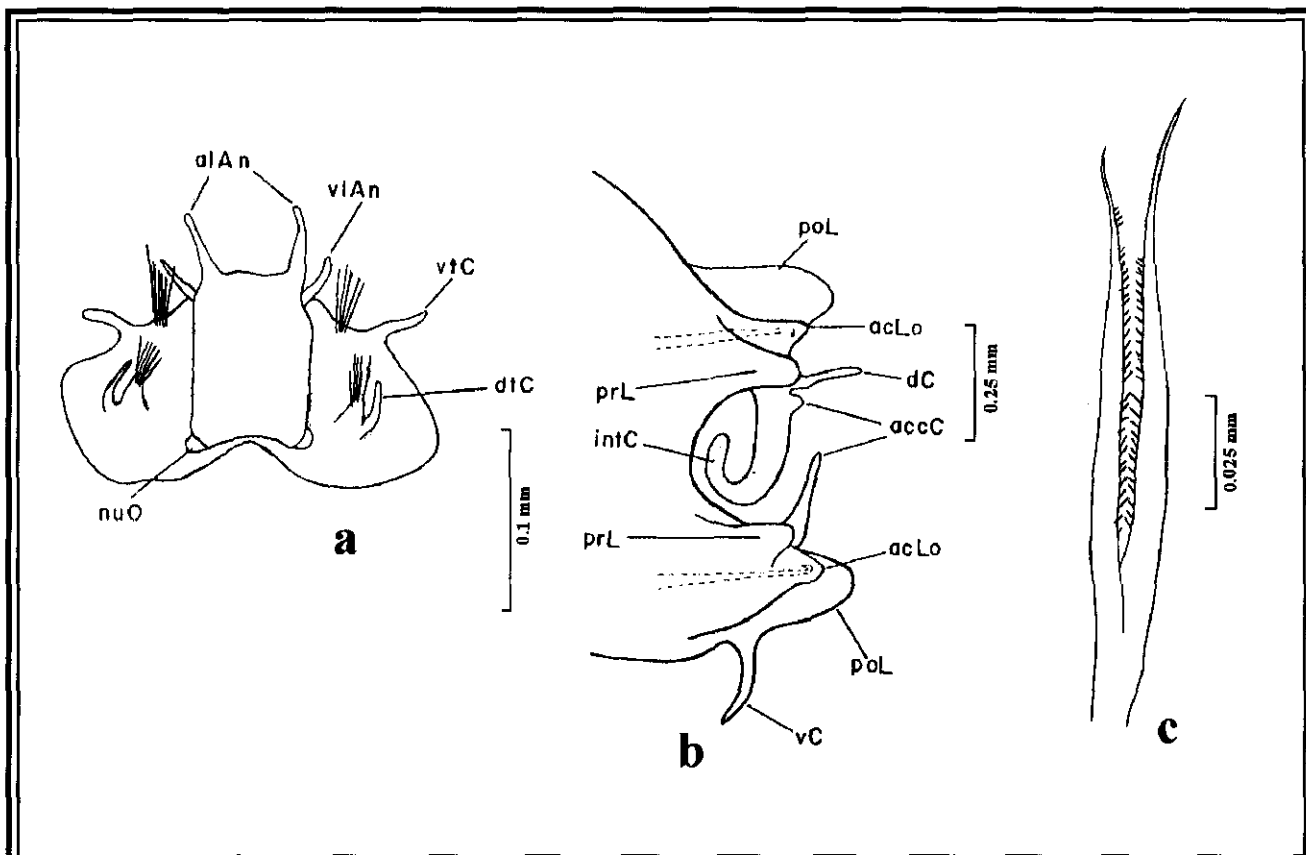 alAn
vlAn
vtC
dtC
nuO
0.1 mm
a
poL
acLo
dC
prL
accC
intC
0.25 mm
prL
acLo
poL
vC
b
0.025 mm
c